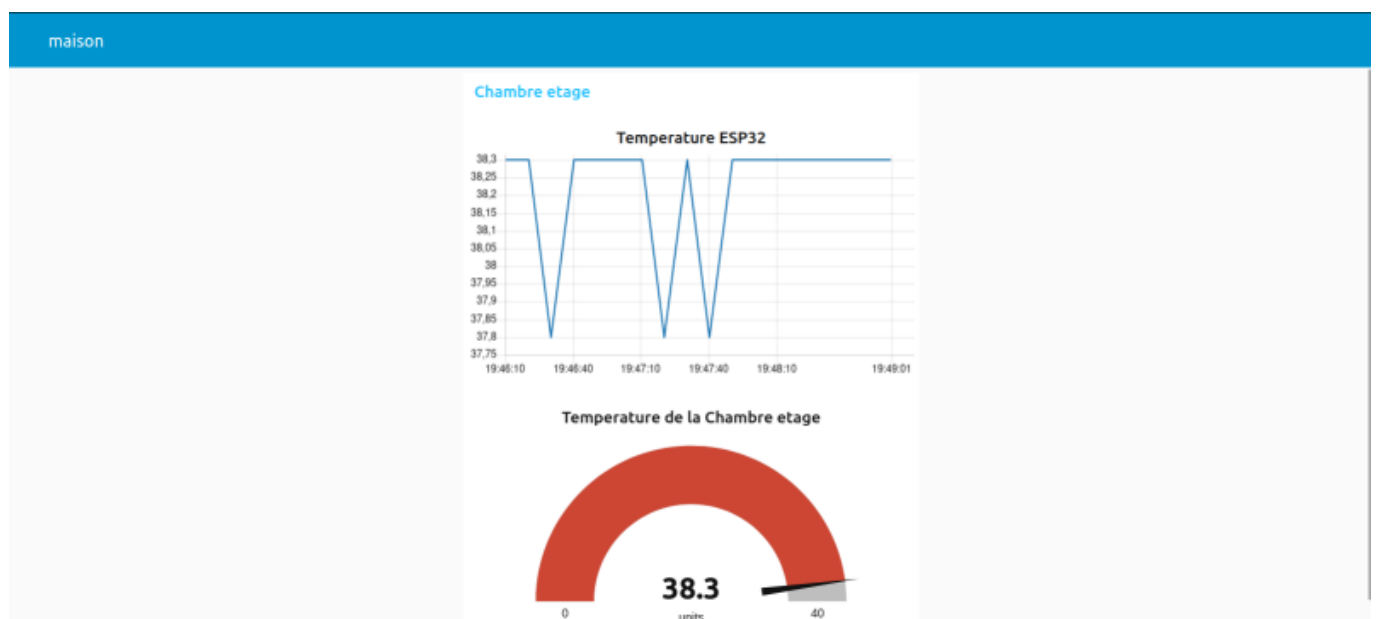 maison
Chambre etage
Temperature ESP32
38,3
38,25
38,2
38,15
38,1
38,05
38
37,95
37,9
37,85
37,8
37,75
19:46:10 19:46:40 19:47:10 19:47:40 19:48:10 19:49:01
Temperature de la Chambre etage
38.3
0 units 40